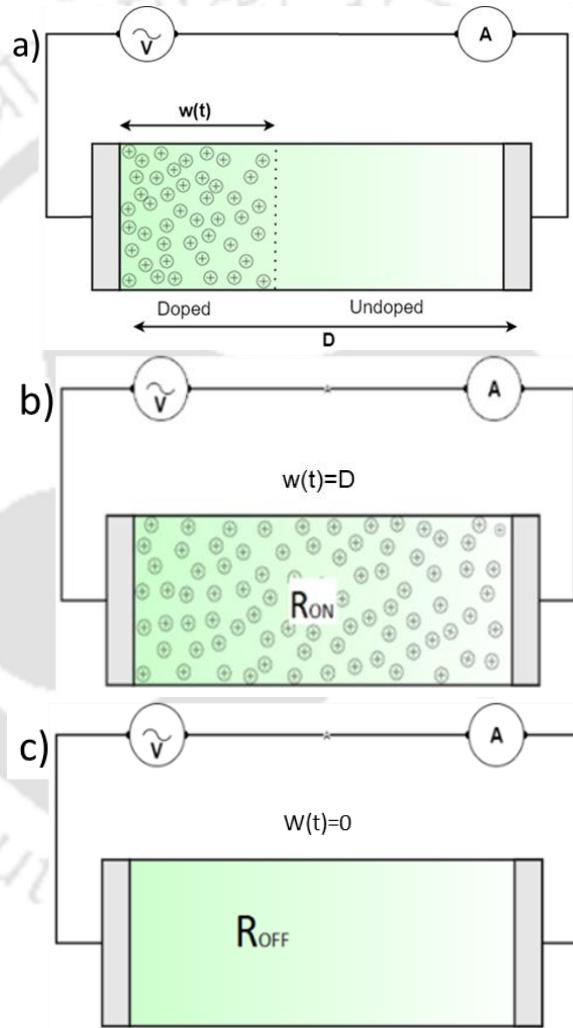 a)
V
A
w(t)
Doped
Undoped
D
b)
V
A
w(t)=D
RON
c)
V
A
W(t)=0
ROFF